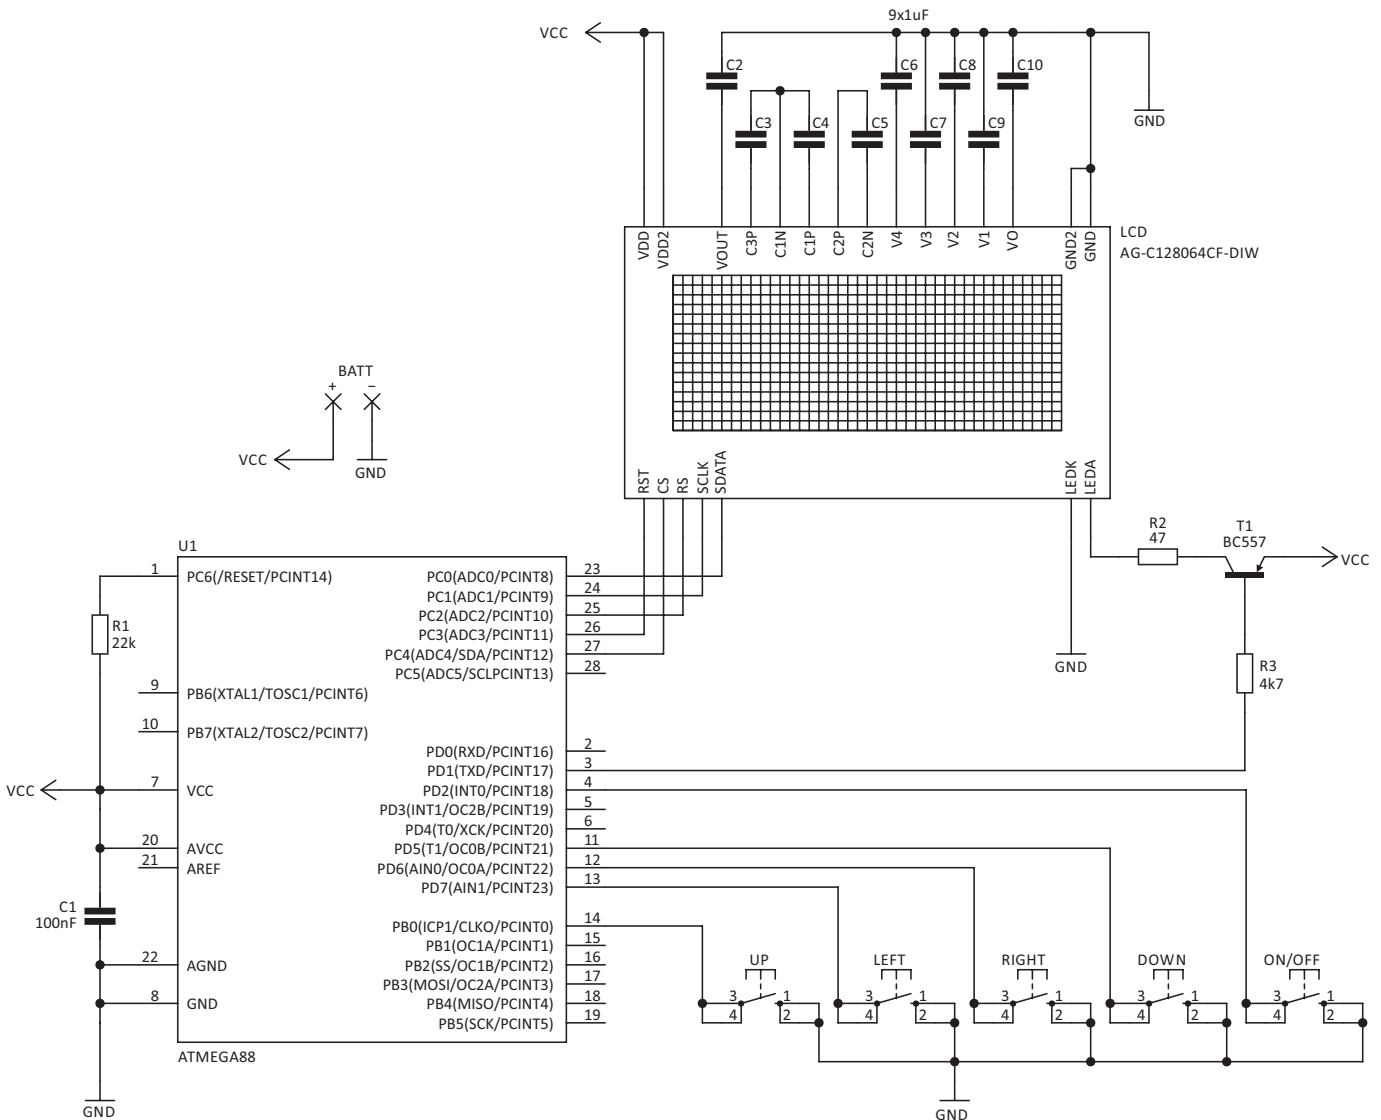 9x1uF
VCC
C2
C6
C8
C10
C3
C4
C5
C7
C9
GND
VDD
VDD2
VOUT
C3P
C1N
C1P
C2P
C2N
V4
V3
V2
V1
VO
GND2
GND
LCD
AG-C128064CF-DIW
BATT
+ −
VCC
GND
RST
CS
RS
SCLK
SDATA
LEDK
LEDA
R2
47
T1
BC557
VCC
GND
R3
4k7
U1
1 PC6(/RESET/PCINT14)
PC0(ADC0/PCINT8) 23
PC1(ADC1/PCINT9) 24
PC2(ADC2/PCINT10) 25
PC3(ADC3/PCINT11) 26
PC4(ADC4/SDA/PCINT12) 27
PC5(ADC5/SCLPCINT13) 28
R1
22k
9 PB6(XTAL1/TOSC1/PCINT6)
10 PB7(XTAL2/TOSC2/PCINT7)
PD0(RXD/PCINT16) 2
PD1(TXD/PCINT17) 3
VCC 7 VCC
PD2(INT0/PCINT18) 4
PD3(INT1/OC2B/PCINT19) 5
PD4(T0/XCK/PCINT20) 6
20 AVCC
PD5(T1/OC0B/PCINT21) 11
21 AREF
PD6(AIN0/OC0A/PCINT22) 12
PD7(AIN1/PCINT23) 13
C1
100nF
PB0(ICP1/CLKO/PCINT0) 14
PB1(OC1A/PCINT1) 15
22 AGND
PB2(SS/OC1B/PCINT2) 16
PB3(MOSI/OC2A/PCINT3) 17
8 GND
PB4(MISO/PCINT4) 18
PB5(SCK/PCINT5) 19
ATMEGA88
GND
UP
LEFT
RIGHT
DOWN
ON/OFF
3 1 3 1 3 1 3 1 3 1
4 2 4 2 4 2 4 2 4 2
GND